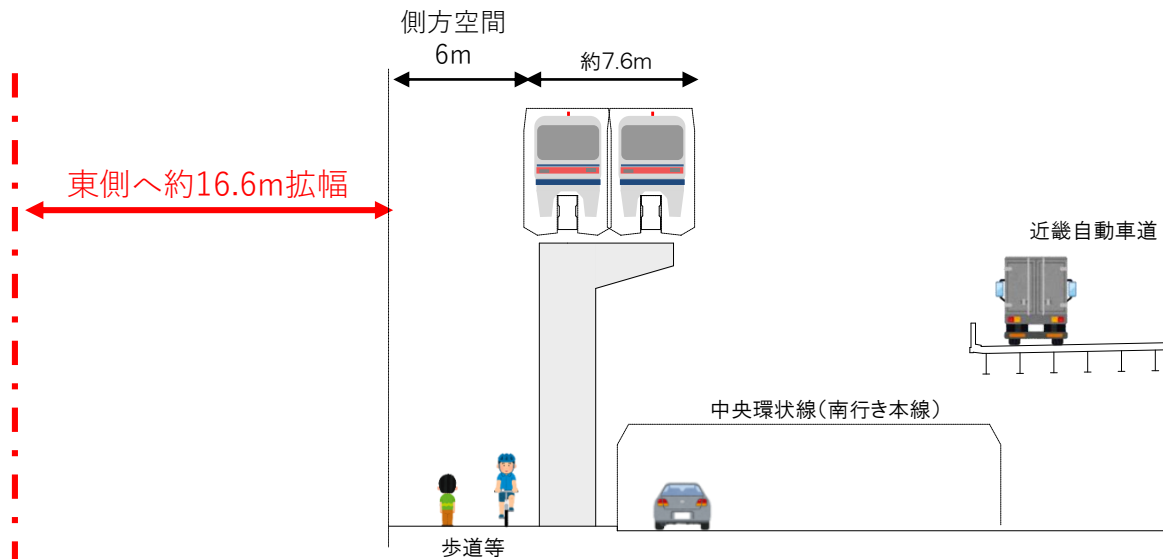 側方空間
6m
約7.6m
東側へ約16.6m拡幅
近畿自動車道
中央環状線(南行き本線)
歩道等